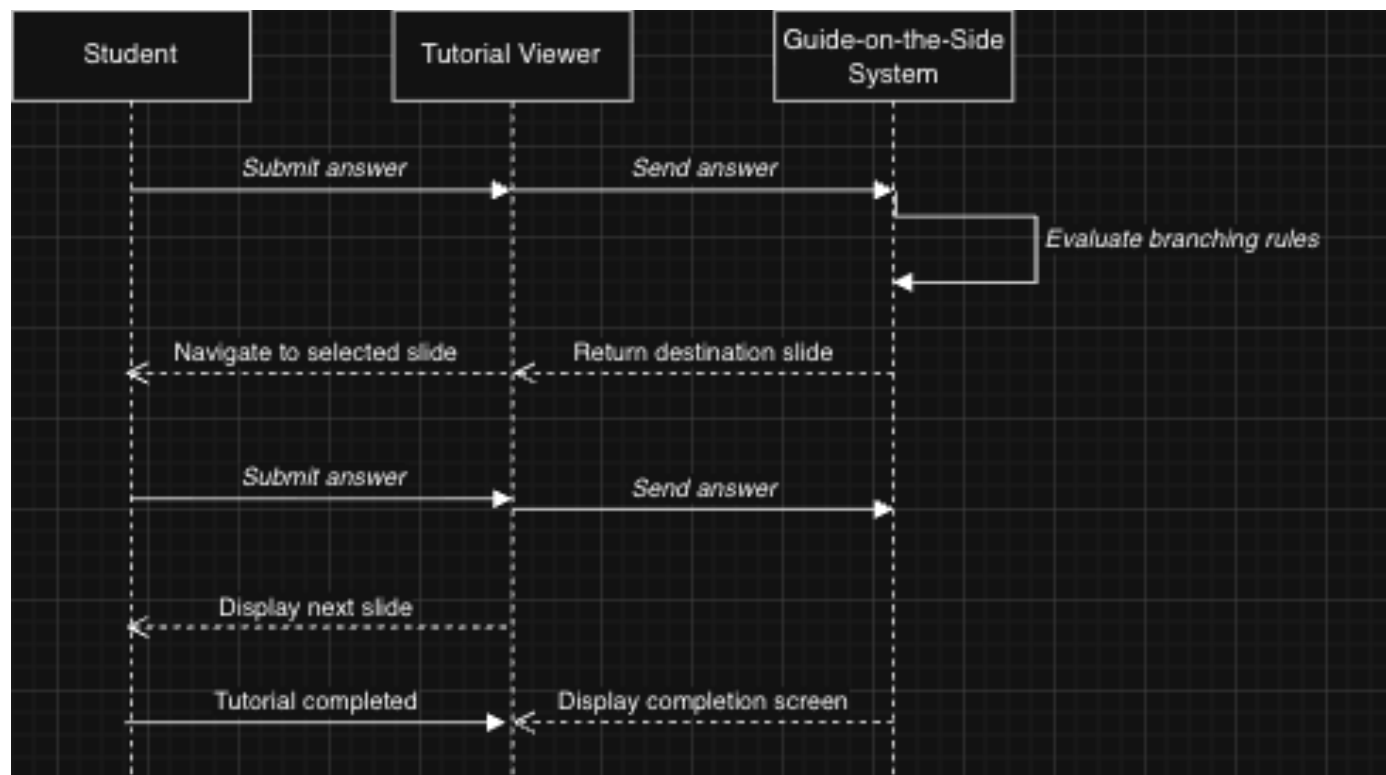 Student
Tutorial Viewer
Guide-on-the-Side
System
Submit answer
Send answer
Evaluate branching rules
Navigate to selected slide
Return destination slide
Submit answer
Send answer
Display next slide
Tutorial completed
Display completion screen